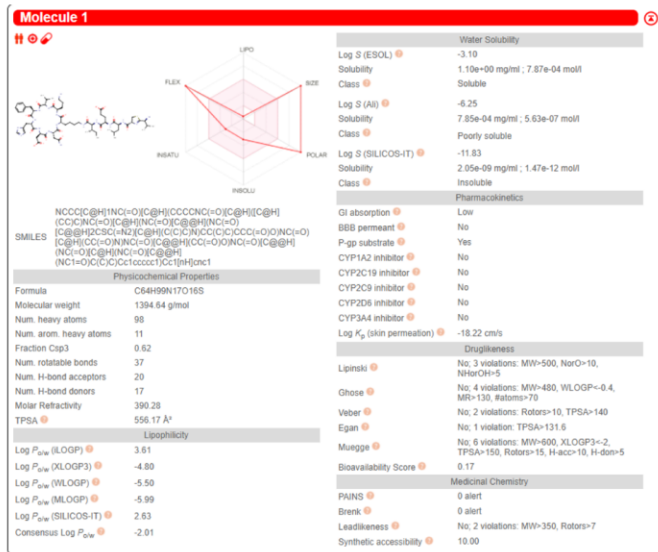 Molecule 1
LIPO
SIZE
POLAR
INSOLU
INSATU
FLEX
SMILES
NCCC[C@H]1NC(=O)[C@H](CCCCNC(=O)[C@H]([C@H]
(CC)C)NC(=O)[C@H](NC(=O)[C@@H](NC(=O)
[C@@H]2CSC(=N2)[C@H](C(C)C)N)CC(C)C)CCC(=O)O)NC(=O)
[C@H](CC(=O)N)NC(=O)[C@@H](CC(=O)O)NC(=O)[C@@H]
(NC(=O)[C@H](NC(=O)[C@@H]
(NC1=O)C(C)C)Cc1ccccc1)Cc1[nH]cnc1
Physicochemical Properties
Formula C64H99N17O16S
Molecular weight 1394.64 g/mol
Num. heavy atoms 98
Num. arom. heavy atoms 11
Fraction Csp3 0.62
Num. rotatable bonds 37
Num. H-bond acceptors 20
Num. H-bond donors 17
Molar Refractivity 390.28
TPSA 556.17 Å²
Lipophilicity
Log Po/w (iLOGP) 3.61
Log Po/w (XLOGP3) -4.80
Log Po/w (WLOGP) -5.50
Log Po/w (MLOGP) -5.99
Log Po/w (SILICOS-IT) 2.63
Consensus Log Po/w -2.01
Water Solubility
Log S (ESOL) -3.10
Solubility 1.10e+00 mg/ml ; 7.87e-04 mol/l
Class Soluble
Log S (Ali) -6.25
Solubility 7.85e-04 mg/ml ; 5.63e-07 mol/l
Class Poorly soluble
Log S (SILICOS-IT) -11.83
Solubility 2.05e-09 mg/ml ; 1.47e-12 mol/l
Class Insoluble
Pharmacokinetics
GI absorption Low
BBB permeant No
P-gp substrate Yes
CYP1A2 inhibitor No
CYP2C19 inhibitor No
CYP2C9 inhibitor No
CYP2D6 inhibitor No
CYP3A4 inhibitor No
Log Kp (skin permeation) -18.22 cm/s
Druglikeness
Lipinski No; 3 violations: MW>500, NorO>10,
NHorOH>5
Ghose No; 4 violations: MW>480, WLOGP<-0.4,
MR>130, #atoms>70
Veber No; 2 violations: Rotors>10, TPSA>140
Egan No; 1 violation: TPSA>131.6
Muegge No; 6 violations: MW>600, XLOGP3<-2,
TPSA>150, Rotors>15, H-acc>10, H-don>5
Bioavailability Score 0.17
Medicinal Chemistry
PAINS 0 alert
Brenk 0 alert
Leadlikeness No; 2 violations: MW>350, Rotors>7
Synthetic accessibility 10.00